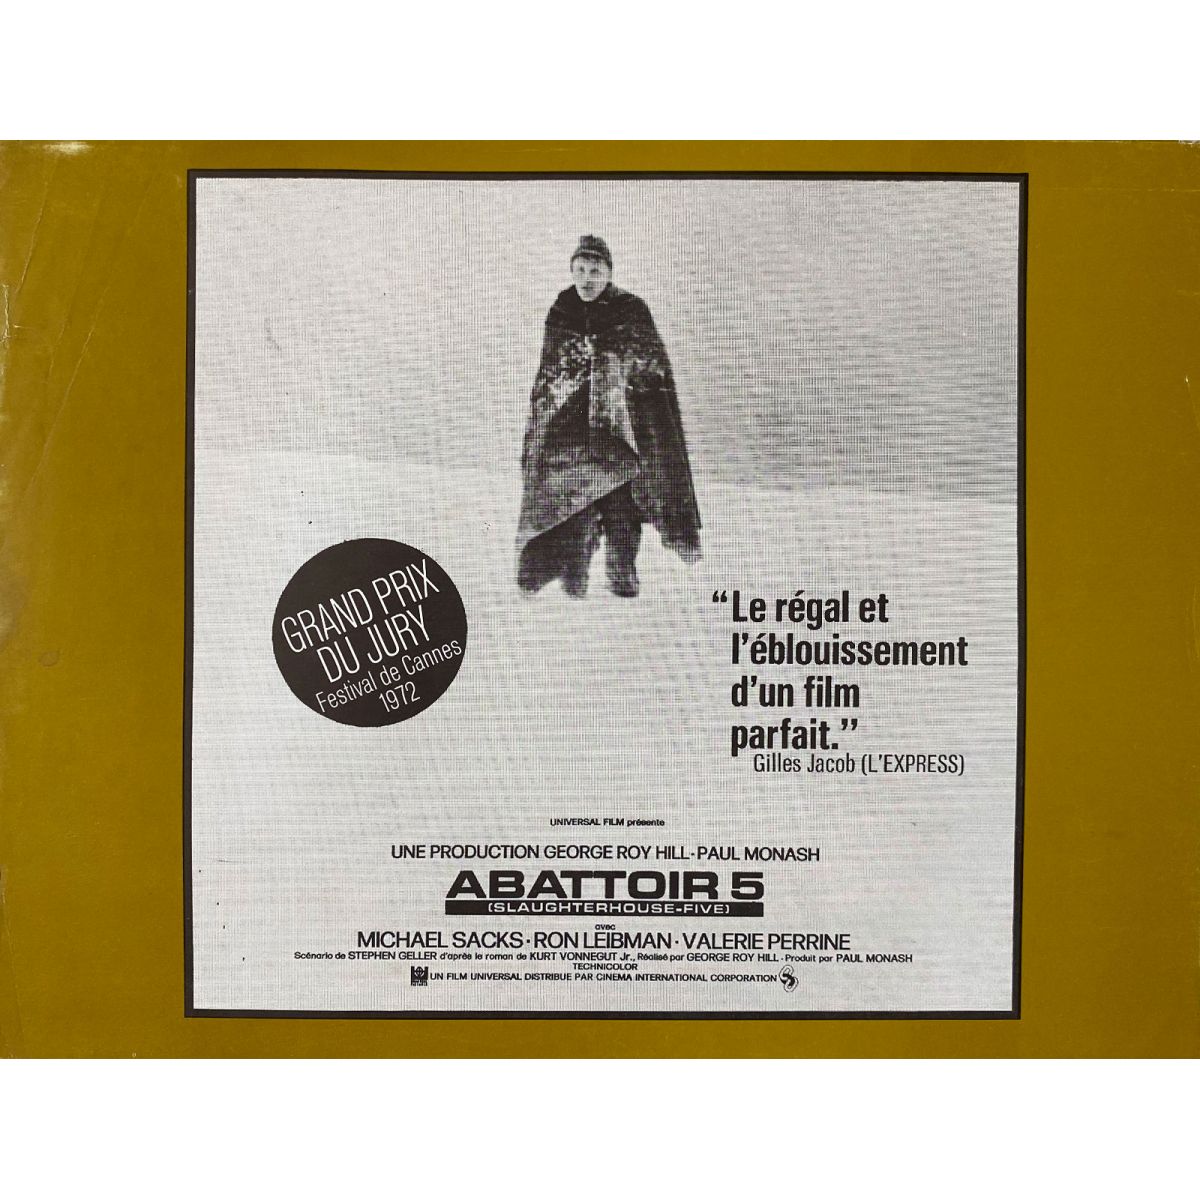 GRAND PRIX
DU JURY
Festival de Cannes
1972
“Le régal et
l'éblouissement
d'un film
parfait.”
Gilles Jacob (L'EXPRESS)
UNIVERSAL FILM présente
UNE PRODUCTION GEORGE ROY HILL·PAUL MONASH
ABATTOIR 5
(SLAUGHTERHOUSE-FIVE)
avec
MICHAEL SACKS·RON LEIBMAN·VALERIE PERRINE
Scénario de STEPHEN GELLER d'après le roman de KURT VONNEGUT Jr., Réalisé par GEORGE ROY HILL·Produit par PAUL MONASH
TECHNICOLOR
UN FILM UNIVERSAL DISTRIBUE PAR CINEMA INTERNATIONAL CORPORATION